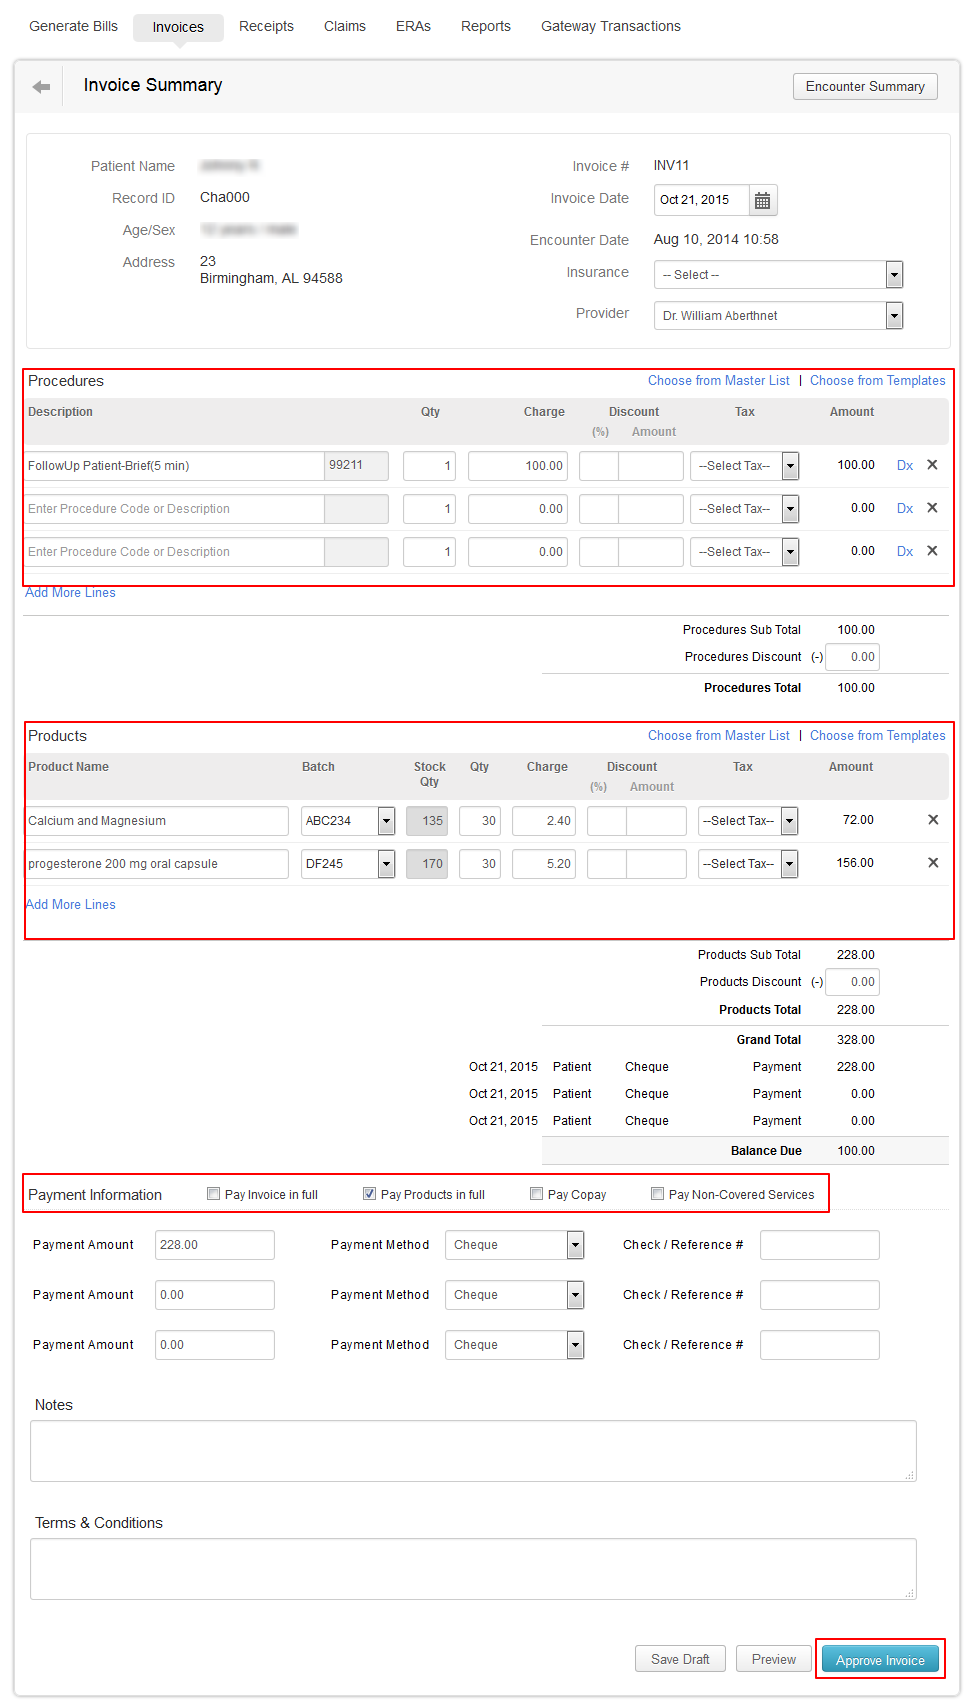 Generate Bills Invoices Receipts Claims ERAs Reports Gateway Transactions
Invoice Summary Encounter Summary
Patient Name
Record ID Cha000
Age/Sex
Address 23
Birmingham, AL 94588
Invoice # INV11
Invoice Date Oct 21, 2015
Encounter Date Aug 10, 2014 10:58
Insurance -- Select --
Provider Dr. William Aberthnet
Procedures Choose from Master List | Choose from Templates
Description Qty Charge Discount Tax Amount
(%) Amount
FollowUp Patient-Brief(5 min) 99211 1 100.00 --Select Tax-- 100.00 Dx X
Enter Procedure Code or Description 1 0.00 --Select Tax-- 0.00 Dx X
Enter Procedure Code or Description 1 0.00 --Select Tax-- 0.00 Dx X
Add More Lines
Procedures Sub Total 100.00
Procedures Discount (-) 0.00
Procedures Total 100.00
Products Choose from Master List | Choose from Templates
Product Name Batch Stock Qty Qty Charge Discount Tax Amount
(%) Amount
Calcium and Magnesium ABC234 135 30 2.40 --Select Tax-- 72.00 X
progesterone 200 mg oral capsule DF245 170 30 5.20 --Select Tax-- 156.00 X
Add More Lines
Products Sub Total 228.00
Products Discount (-) 0.00
Products Total 228.00
Grand Total 328.00
Oct 21, 2015 Patient Cheque Payment 228.00
Oct 21, 2015 Patient Cheque Payment 0.00
Oct 21, 2015 Patient Cheque Payment 0.00
Balance Due 100.00
Payment Information Pay Invoice in full Pay Products in full Pay Copay Pay Non-Covered Services
Payment Amount 228.00 Payment Method Cheque Check / Reference #
Payment Amount 0.00 Payment Method Cheque Check / Reference #
Payment Amount 0.00 Payment Method Cheque Check / Reference #
Notes
Terms & Conditions
Save Draft Preview Approve Invoice